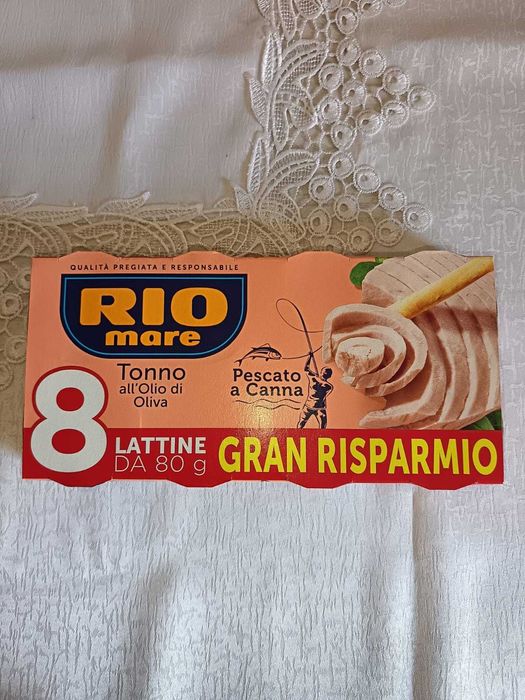 QUALITÀ PREGIATA E RESPONSABILE
RIO
mare
Tonno
all'Olio di
Oliva
Pescato
a Canna
8 LATTINE
DA 80 g
GRAN RISPARMIO